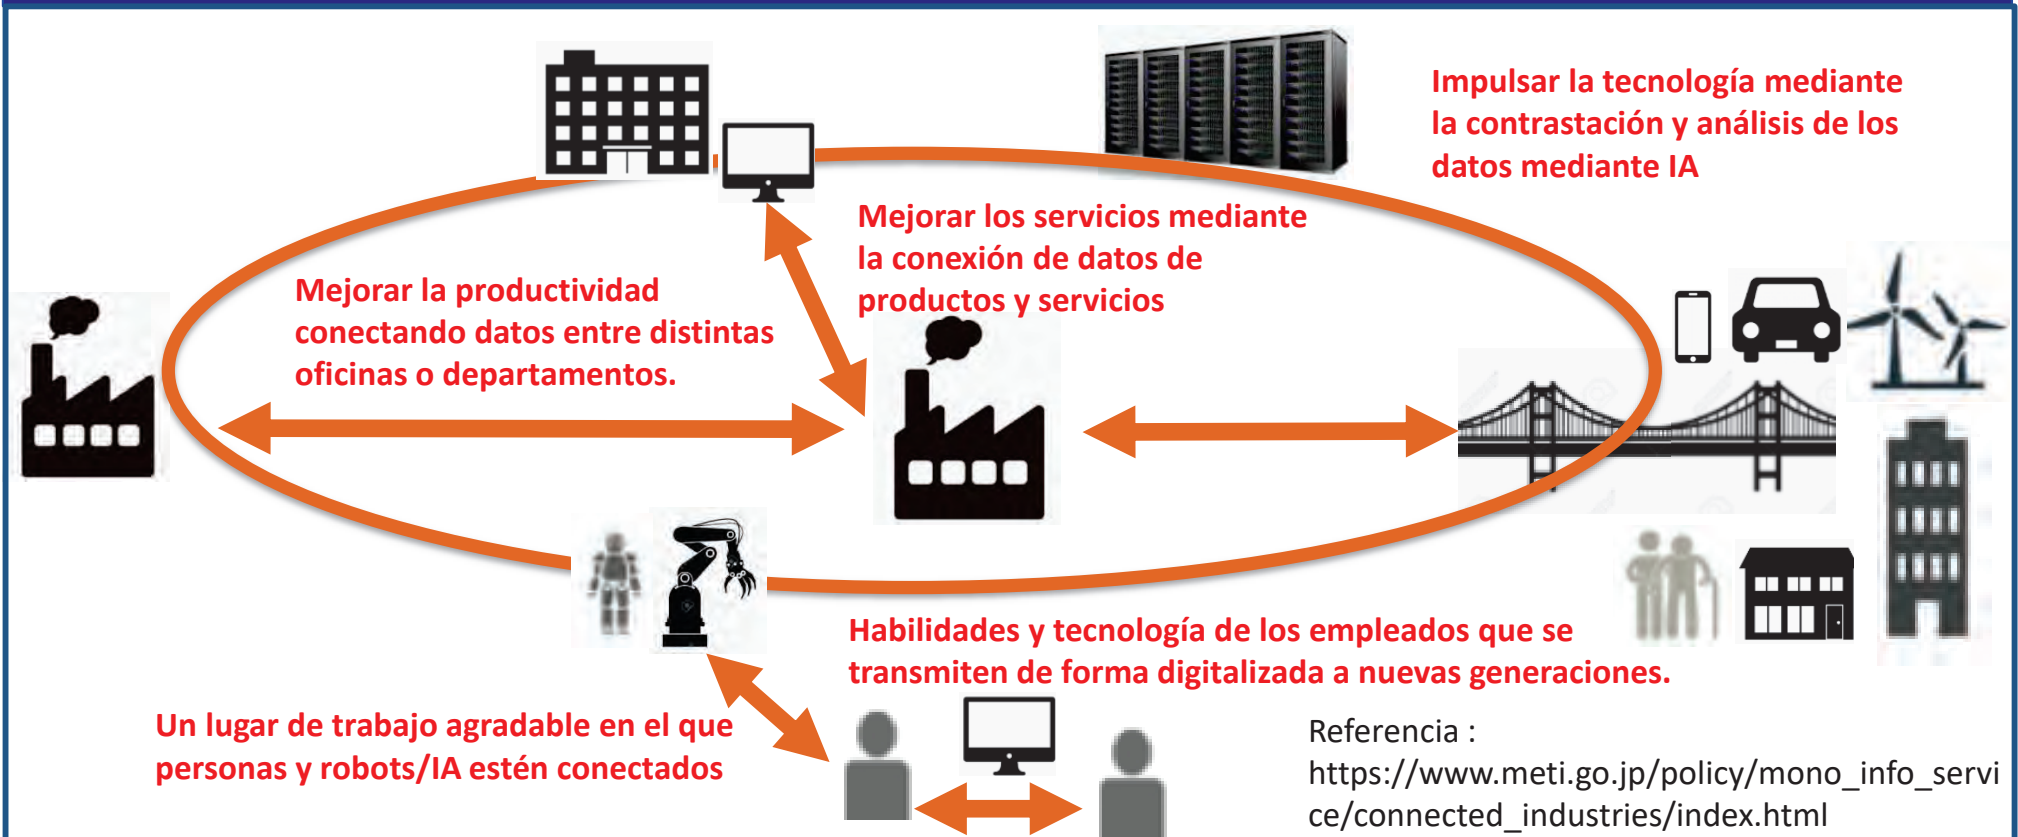 Impulsar la tecnología mediante
la contrastación y análisis de los
datos mediante IA
Mejorar los servicios mediante
la conexión de datos de
productos y servicios
Mejorar la productividad
conectando datos entre distintas
oficinas o departamentos.
Habilidades y tecnología de los empleados que se
transmiten de forma digitalizada a nuevas generaciones.
Un lugar de trabajo agradable en el que
personas y robots/IA estén conectados
Referencia :
https://www.meti.go.jp/policy/mono_info_servi
ce/connected_industries/index.html